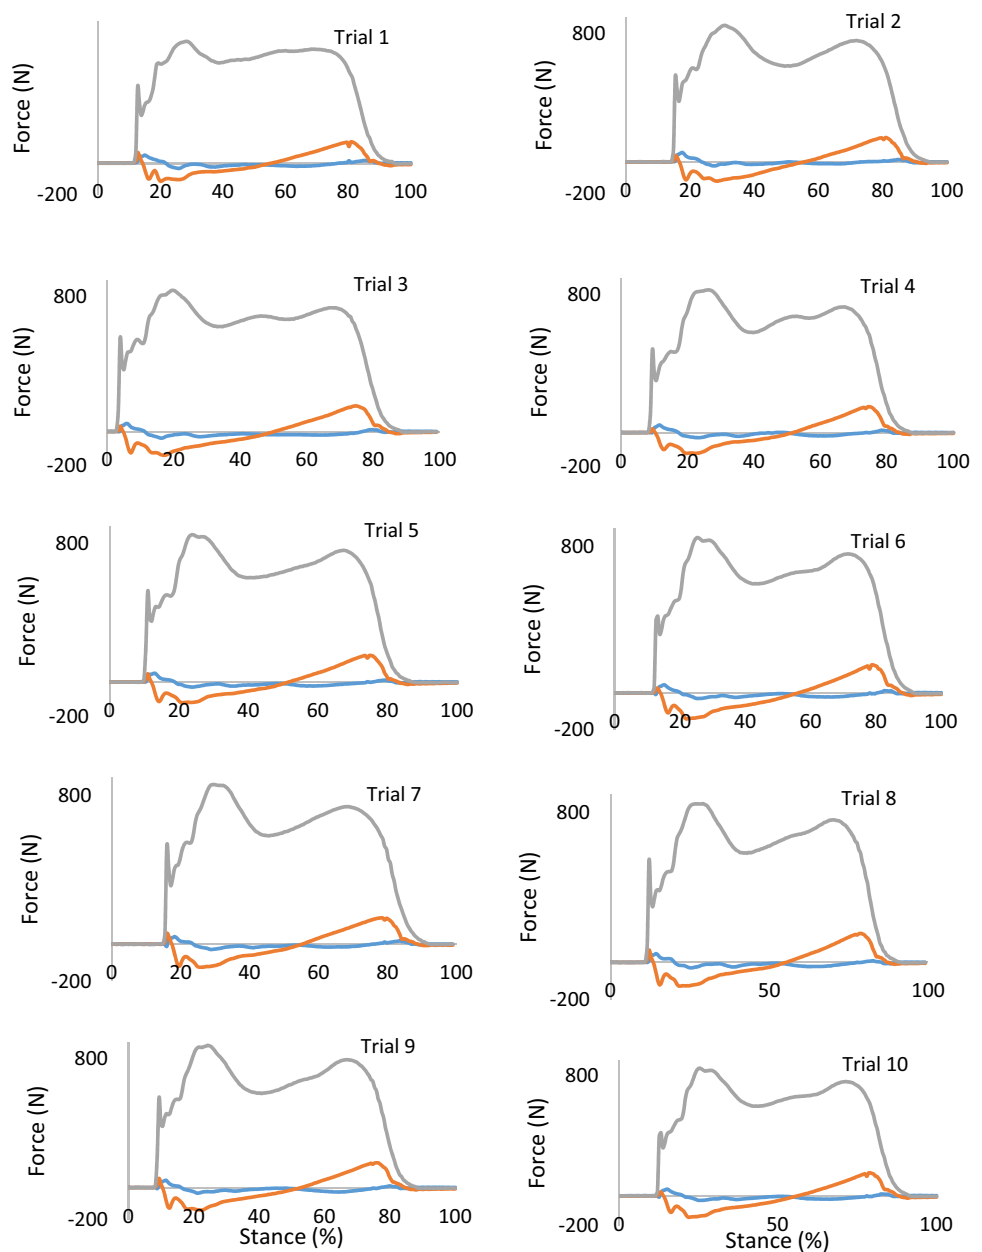 Trial 1
Force (N)
-200
0 20 40 60 80 100
Trial 2
800
Force (N)
-200
0 20 40 60 80 100
Trial 3
800
Force (N)
-200
0 20 40 60 80 100
Trial 4
800
Force (N)
-200
0 20 40 60 80 100
Trial 5
800
Force (N)
-200
0 20 40 60 80 100
Trial 6
800
Force (N)
-200
0 20 40 60 80 100
Trial 7
800
Force (N)
-200
0 20 40 60 80 100
Trial 8
800
Force (N)
-200
0 50 100
Trial 9
800
Force (N)
-200
0 20 40 60 80 100
Stance (%)
Trial 10
800
Force (N)
-200
0 50 100
Stance (%)